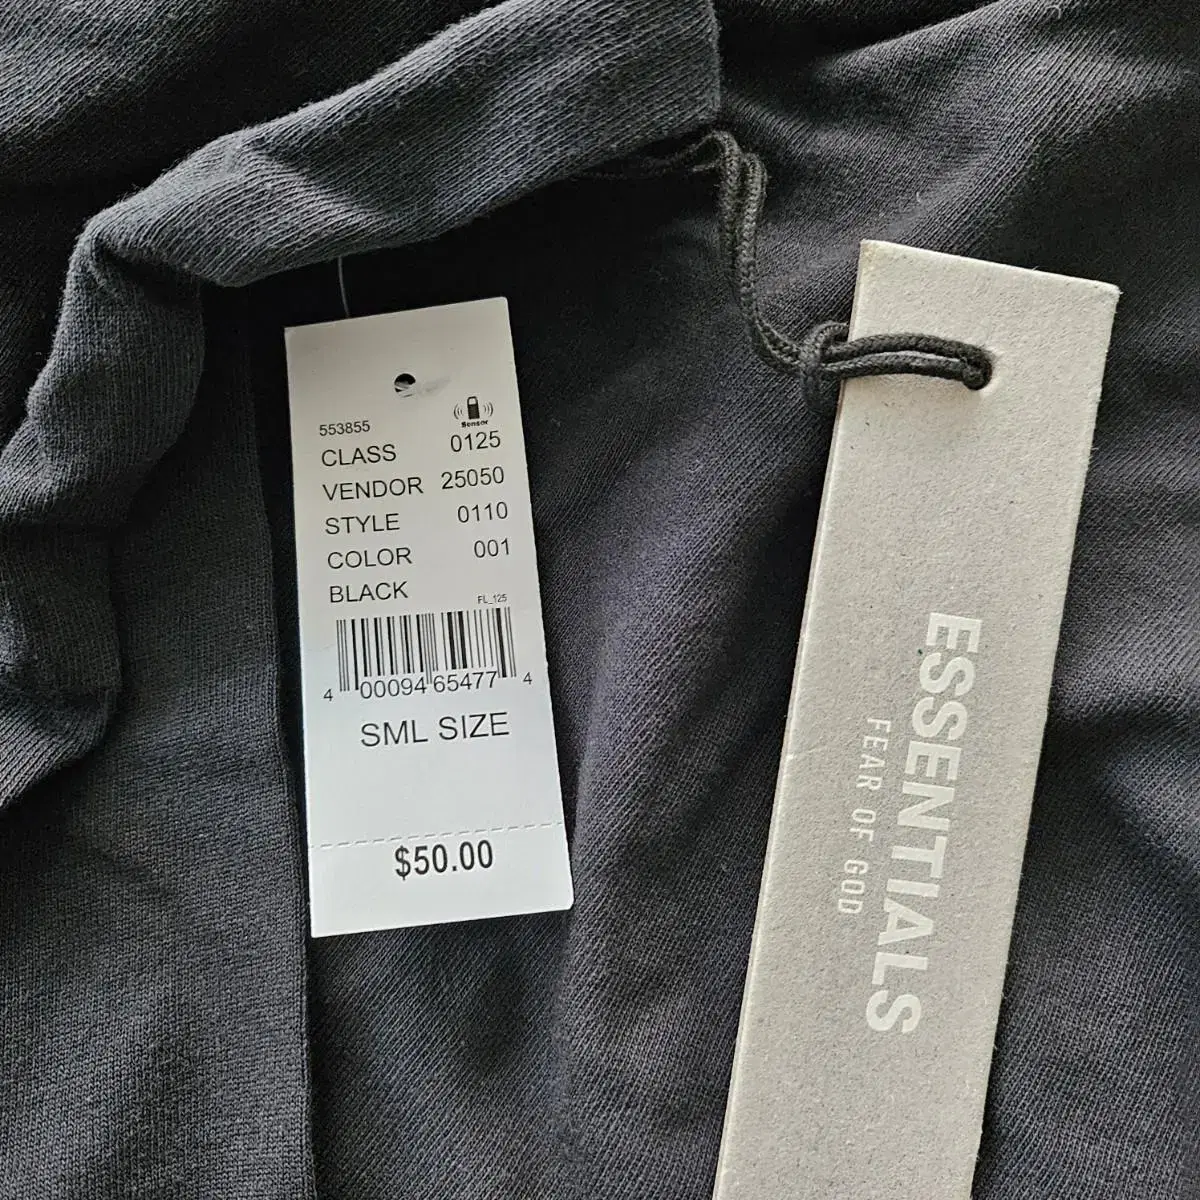 553855
Sensor
CLASS 0125
VENDOR 25050
STYLE 0110
COLOR 001
BLACK
FL_125
4 00094 65477 4
SML SIZE
$50.00
ESSENTIALS
FEAR OF GOD